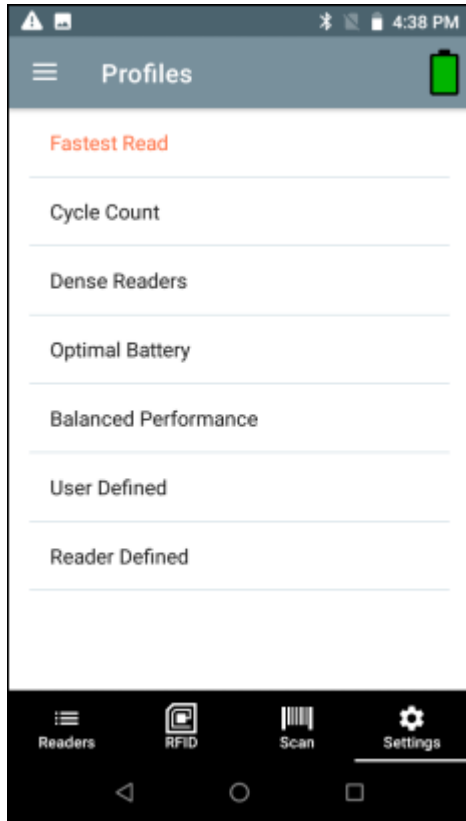 4:38 PM
Profiles
Fastest Read
Cycle Count
Dense Readers
Optimal Battery
Balanced Performance
User Defined
Reader Defined
Readers RFID Scan Settings